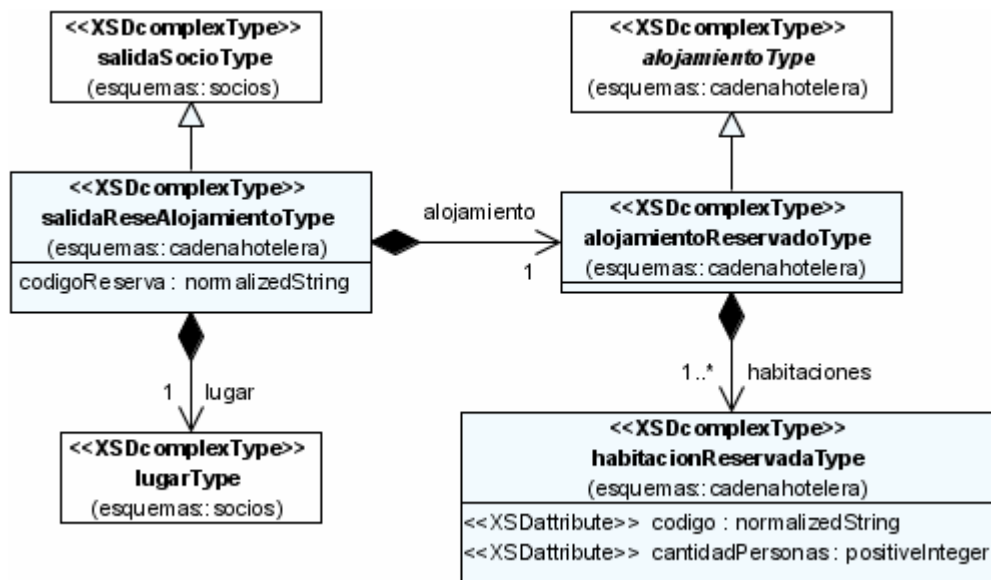 <<XSDcomplexType>>
salidaSocioType
(esquemas::socios)
<<XSDcomplexType>>
alojamientoType
(esquemas::cadenahotelera)
<<XSDcomplexType>>
salidaReseAlojamientoType
(esquemas::cadenahotelera)
codigoReserva : normalizedString
alojamiento
1
<<XSDcomplexType>>
alojamientoReservadoType
(esquemas::cadenahotelera)
1 lugar
1..* habitaciones
<<XSDcomplexType>>
lugarType
(esquemas::socios)
<<XSDcomplexType>>
habitacionReservadaType
(esquemas::cadenahotelera)
<<XSDattribute>> codigo : normalizedString
<<XSDattribute>> cantidadPersonas : positiveInteger